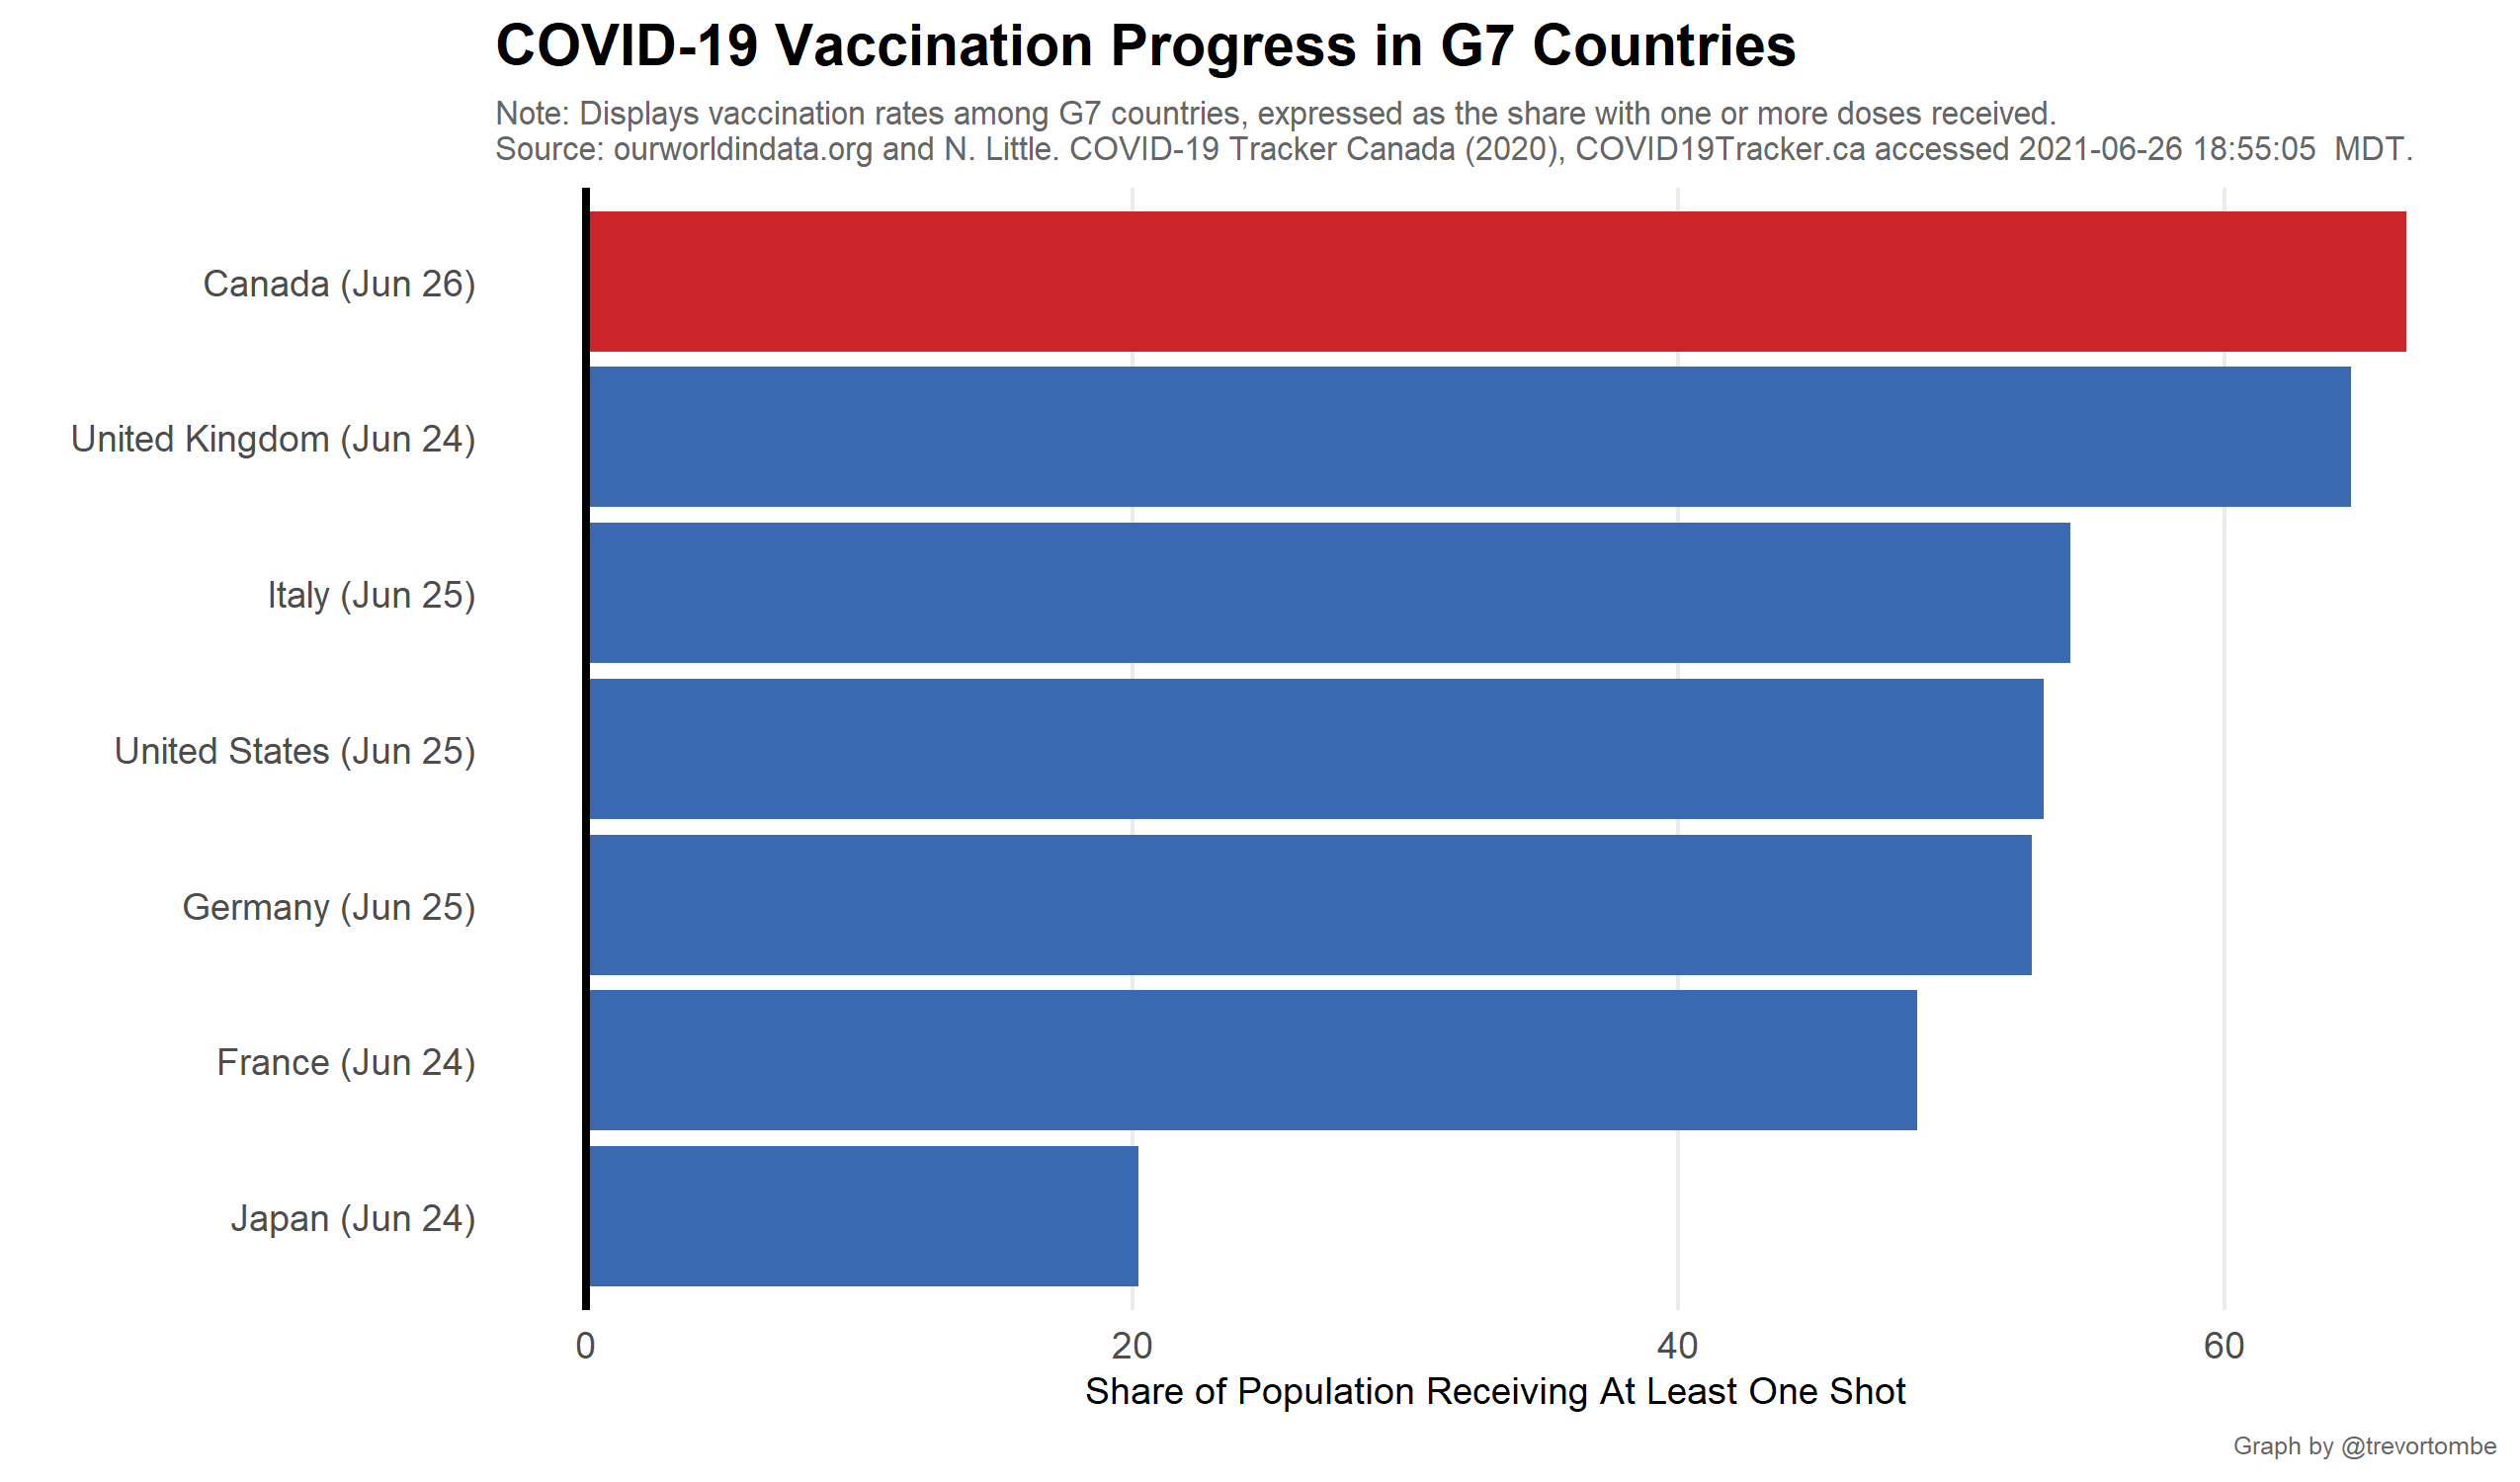 COVID-19 Vaccination Progress in G7 Countries
Note: Displays vaccination rates among G7 countries, expressed as the share with one or more doses received.
Source: ourworldindata.org and N. Little. COVID-19 Tracker Canada (2020), COVID19Tracker.ca accessed 2021-06-26 18:55:05  MDT.
Canada (Jun 26)
United Kingdom (Jun 24)
Italy (Jun 25)
United States (Jun 25)
Germany (Jun 25)
France (Jun 24)
Japan (Jun 24)
0 20 40 60
Share of Population Receiving At Least One Shot
Graph by @trevortombe